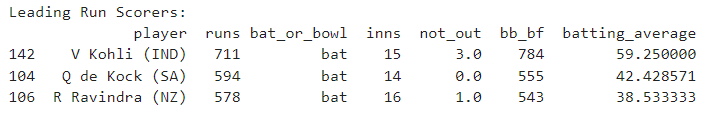 Leading Run Scorers:
player runs bat_or_bowl inns not_out bb_bf batting_average
142 V Kohli (IND) 711 bat 15 3.0 784 59.250000
104 Q de Kock (SA) 594 bat 14 0.0 555 42.428571
106 R Ravindra (NZ) 578 bat 16 1.0 543 38.533333